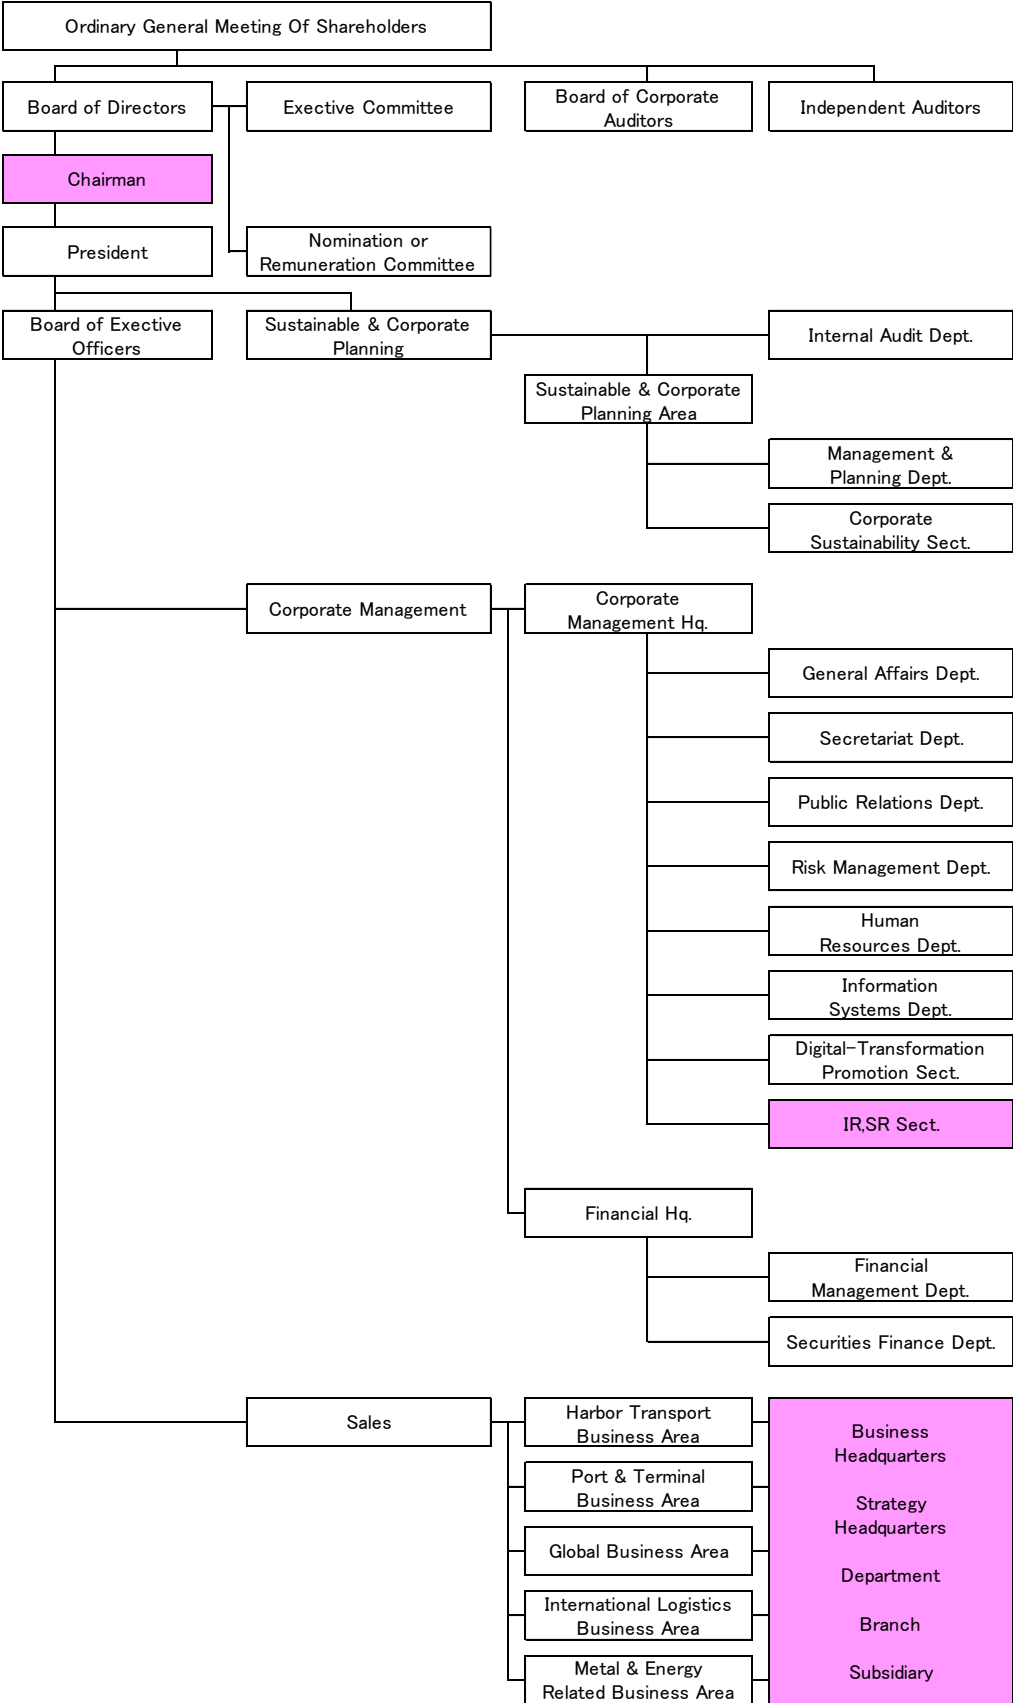 Ordinary General Meeting Of Shareholders
Board of Directors
Exective Committee
Board of Corporate
Auditors
Independent Auditors
Chairman
President
Nomination or
Remuneration Committee
Board of Exective
Officers
Sustainable & Corporate
Planning
Internal Audit Dept.
Sustainable & Corporate
Planning Area
Management &
Planning Dept.
Corporate
Sustainability Sect.
Corporate Management
Corporate
Management Hq.
General Affairs Dept.
Secretariat Dept.
Public Relations Dept.
Risk Management Dept.
Human
Resources Dept.
Information
Systems Dept.
Digital-Transformation
Promotion Sect.
IR,SR Sect.
Financial Hq.
Financial
Management Dept.
Securities Finance Dept.
Sales
Harbor Transport
Business Area
Port & Terminal
Business Area
Global Business Area
International Logistics
Business Area
Metal & Energy
Related Business Area
Business
Headquarters
Strategy
Headquarters
Department
Branch
Subsidiary